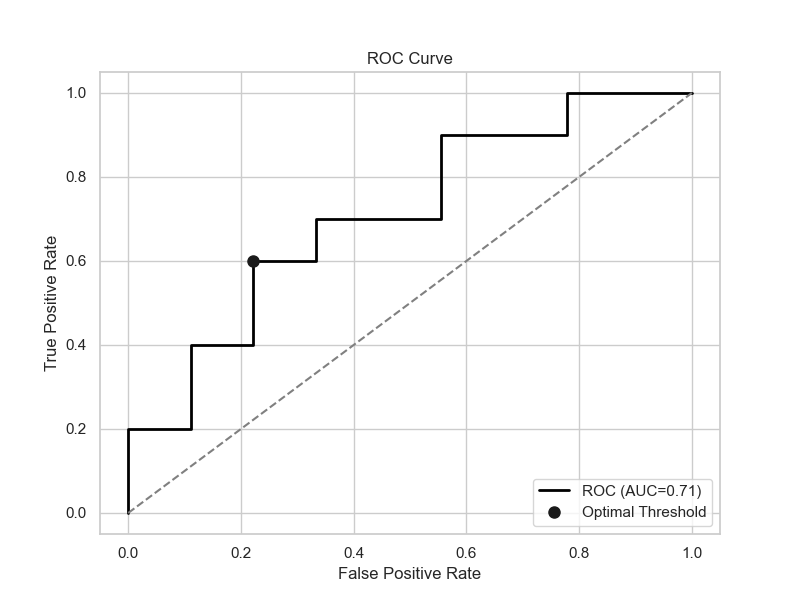 ROC Curve
1.0
0.8
0.6
0.4
0.2
0.0
True Positive Rate
ROC (AUC=0.71)
Optimal Threshold
0.0 0.2 0.4 0.6 0.8 1.0
False Positive Rate